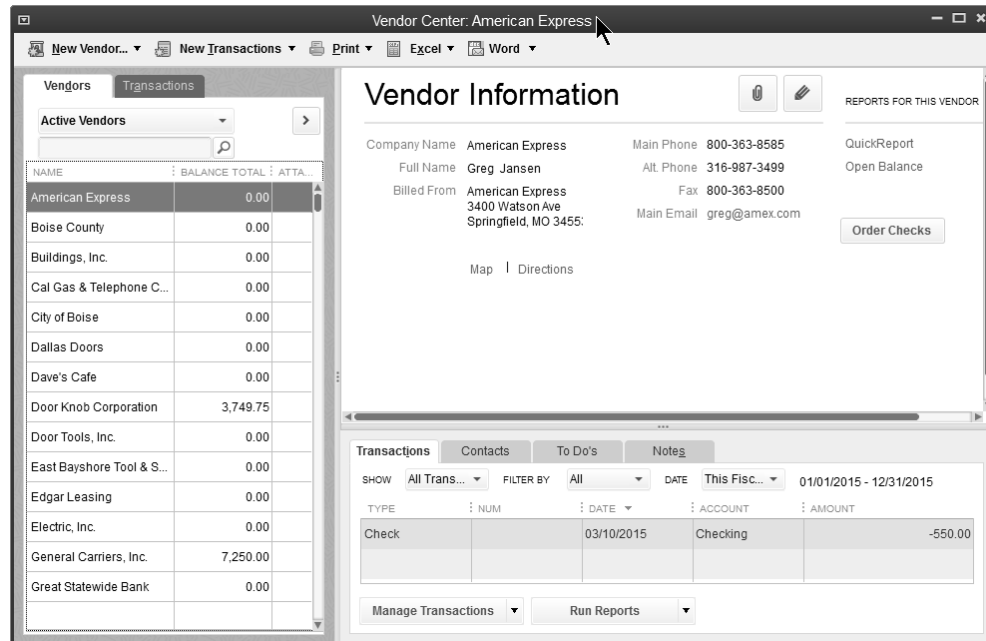 Vendor Center: American Express
New Vendor... New Transactions Print Excel Word
Vendors Transactions
Active Vendors
NAME BALANCE TOTAL ATTA...
American Express 0.00
Boise County 0.00
Buildings, Inc. 0.00
Cal Gas & Telephone C... 0.00
City of Boise 0.00
Dallas Doors 0.00
Dave's Cafe 0.00
Door Knob Corporation 3,749.75
Door Tools, Inc. 0.00
East Bayshore Tool & S... 0.00
Edgar Leasing 0.00
Electric, Inc. 0.00
General Carriers, Inc. 7,250.00
Great Statewide Bank 0.00
Vendor Information
Company Name American Express
Full Name Greg Jansen
Billed From American Express
3400 Watson Ave
Springfield, MO 3455
Map | Directions
Main Phone 800-363-8585
Alt. Phone 316-987-3499
Fax 800-363-8500
Main Email greg@amex.com
REPORTS FOR THIS VENDOR
QuickReport
Open Balance
Order Checks
Transactions Contacts To Do's Notes
SHOW All Trans... FILTER BY All DATE This Fisc... 01/01/2015 - 12/31/2015
TYPE NUM DATE ACCOUNT AMOUNT
Check 03/10/2015 Checking -550.00
Manage Transactions Run Reports